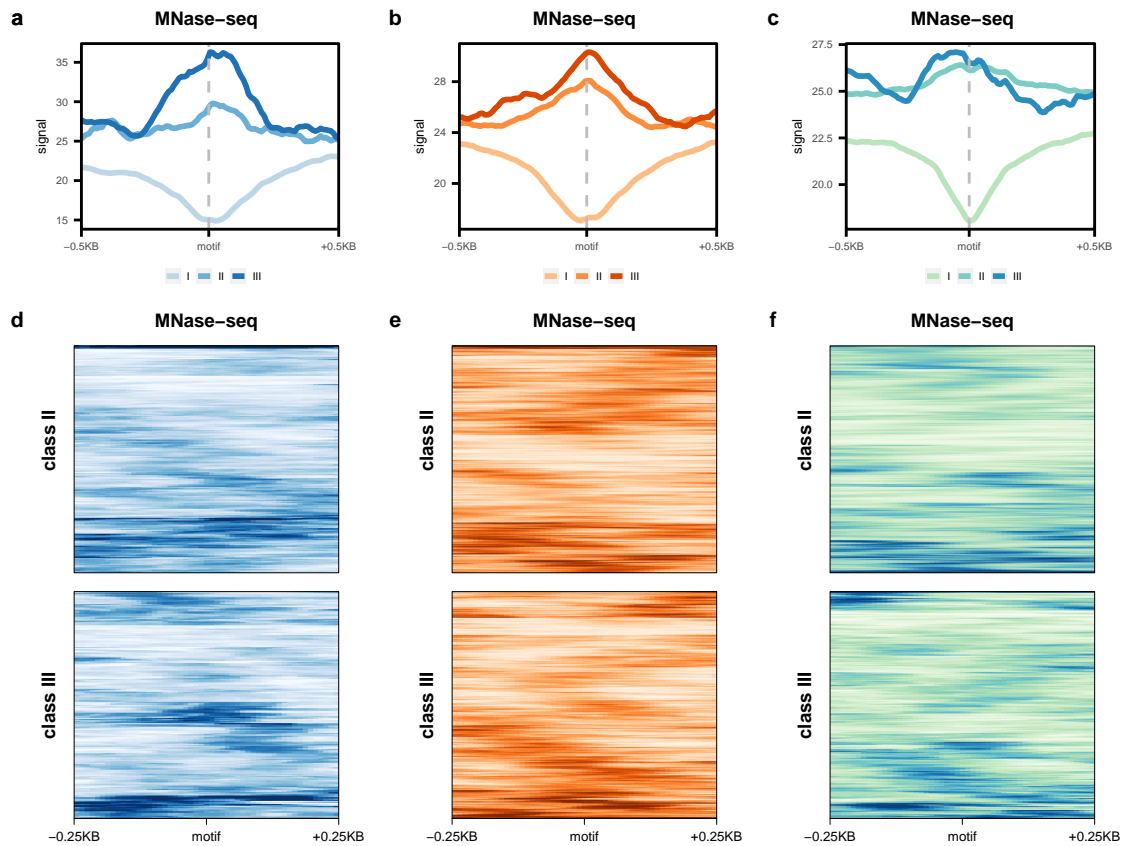 a
MNase−seq
signal
35
30
25
20
15
−0.5KB
motif
+0.5KB
I
II
III
b
MNase−seq
signal
28
24
20
−0.5KB
motif
+0.5KB
I
II
III
c
MNase−seq
signal
27.5
25.0
22.5
20.0
−0.5KB
motif
+0.5KB
I
II
III
d
MNase−seq
class II
class III
−0.25KB
motif
+0.25KB
e
MNase−seq
class II
class III
−0.25KB
motif
+0.25KB
f
MNase−seq
class II
class III
−0.25KB
motif
+0.25KB